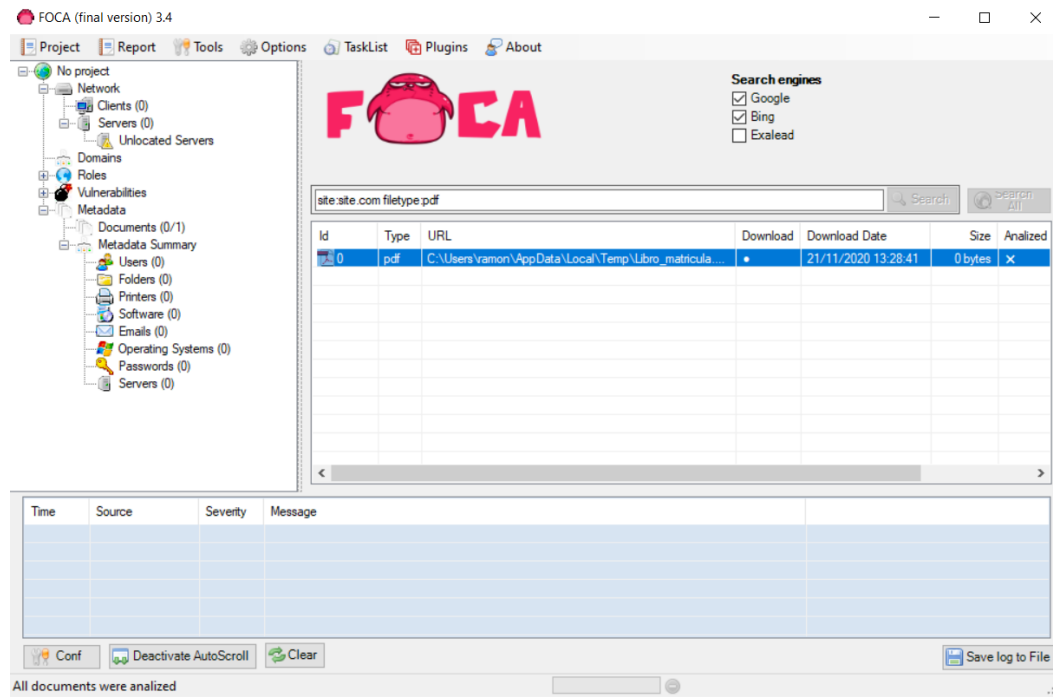 FOCA (final version) 3.4
Project Report Tools Options TaskList Plugins About
No project
Network
Clients (0)
Servers (0)
Unlocated Servers
Domains
Roles
Vulnerabilities
Metadata
Documents (0/1)
Metadata Summary
Users (0)
Folders (0)
Printers (0)
Software (0)
Emails (0)
Operating Systems (0)
Passwords (0)
Servers (0)
FOCA
Search engines
Google
Bing
Exalead
site:site.com filetype:pdf
Search
Search All
Id Type URL Download Download Date Size Analized
0 pdf C:\Users\ramon\AppData\Local\Temp\Libro_matricula.... • 21/11/2020 13:28:41 0 bytes ×
Time Source Severity Message
Conf Deactivate AutoScroll Clear Save log to File
All documents were analized